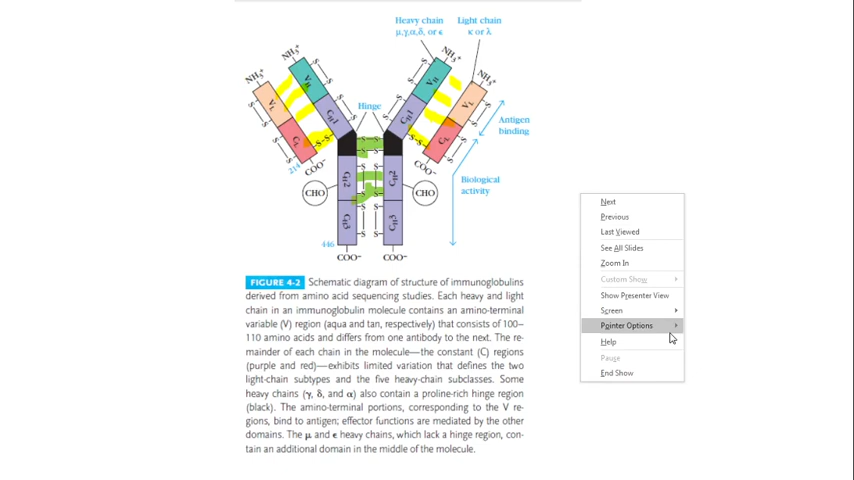 Heavy chain
μ,γ,α,δ, or ε
Light chain
κ or λ
NH3+
NH3+
NH3+
NH3+
VH
VH
VL
VL
CH1
CH1
CL
CL
Hinge
Antigen
binding
Biological
activity
214
COO−
COO−
S-S
CHO
CHO
CH2
CH2
CH3
CH3
446
COO−
COO−
FIGURE 4-2 Schematic diagram of structure of immunoglobulins
derived from amino acid sequencing studies. Each heavy and light
chain in an immunoglobulin molecule contains an amino-terminal
variable (V) region (aqua and tan, respectively) that consists of 100–
110 amino acids and differs from one antibody to the next. The re-
mainder of each chain in the molecule—the constant (C) regions
(purple and red)—exhibits limited variation that defines the two
light-chain subtypes and the five heavy-chain subclasses. Some
heavy chains (γ, δ, and α) also contain a proline-rich hinge region
(black). The amino-terminal portions, corresponding to the V re-
gions, bind to antigen; effector functions are mediated by the other
domains. The μ and ε heavy chains, which lack a hinge region, con-
tain an additional domain in the middle of the molecule.
Next
Previous
Last Viewed
See All Slides
Zoom In
Custom Show
Show Presenter View
Screen
Pointer Options
Help
Pause
End Show